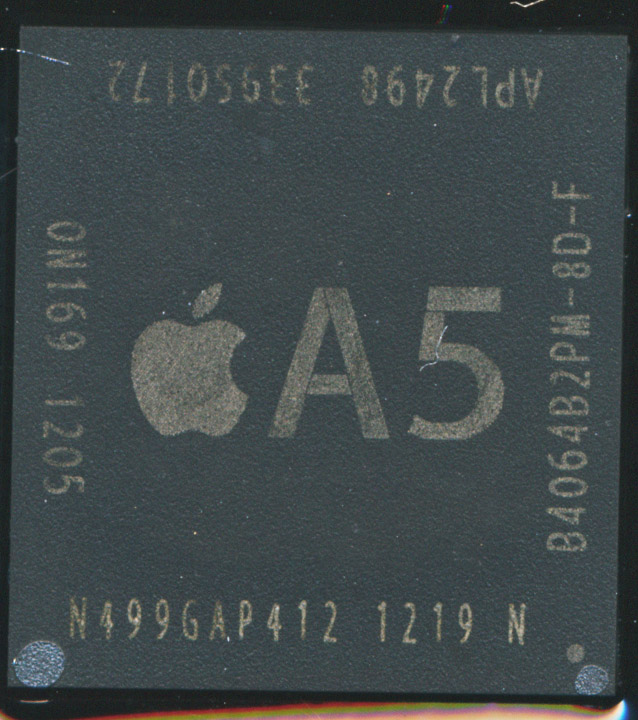 APL2498 339S0172
0N169 1205
A5
B4064B2PM-8D-F
N499GAP412 1219 N